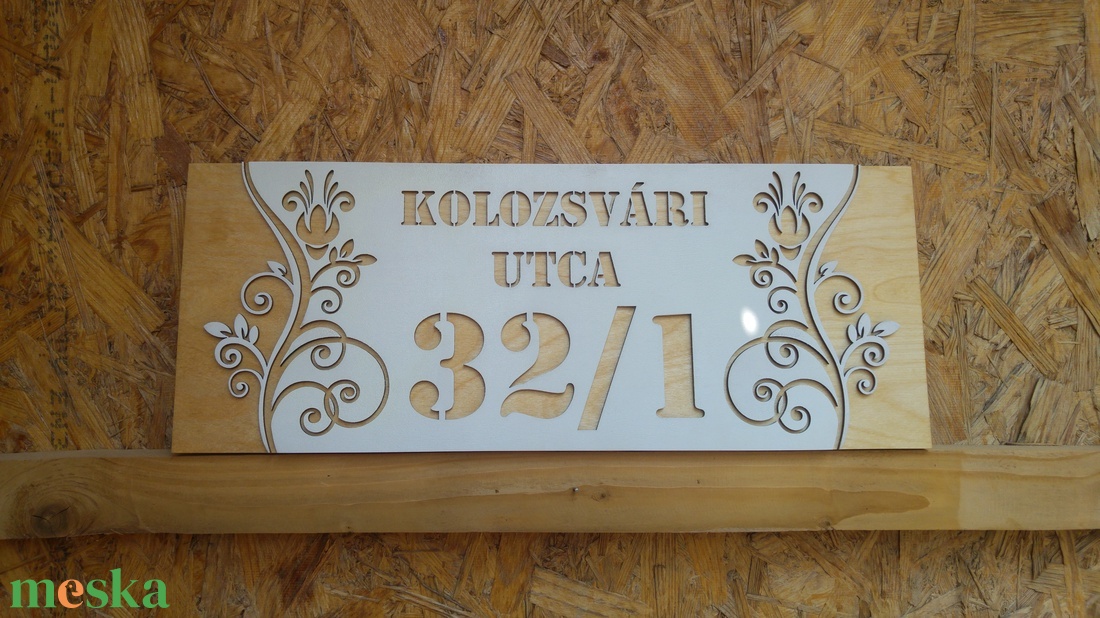 KOLOZSVÁRI
UTCA
32/1
meska